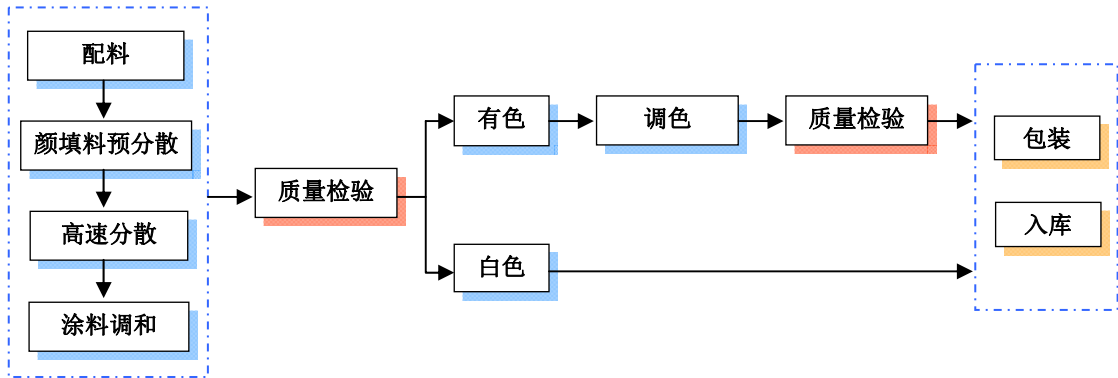 配料
颜填料预分散
高速分散
涂料调和
质量检验
有色
调色
质量检验
白色
包装
入库